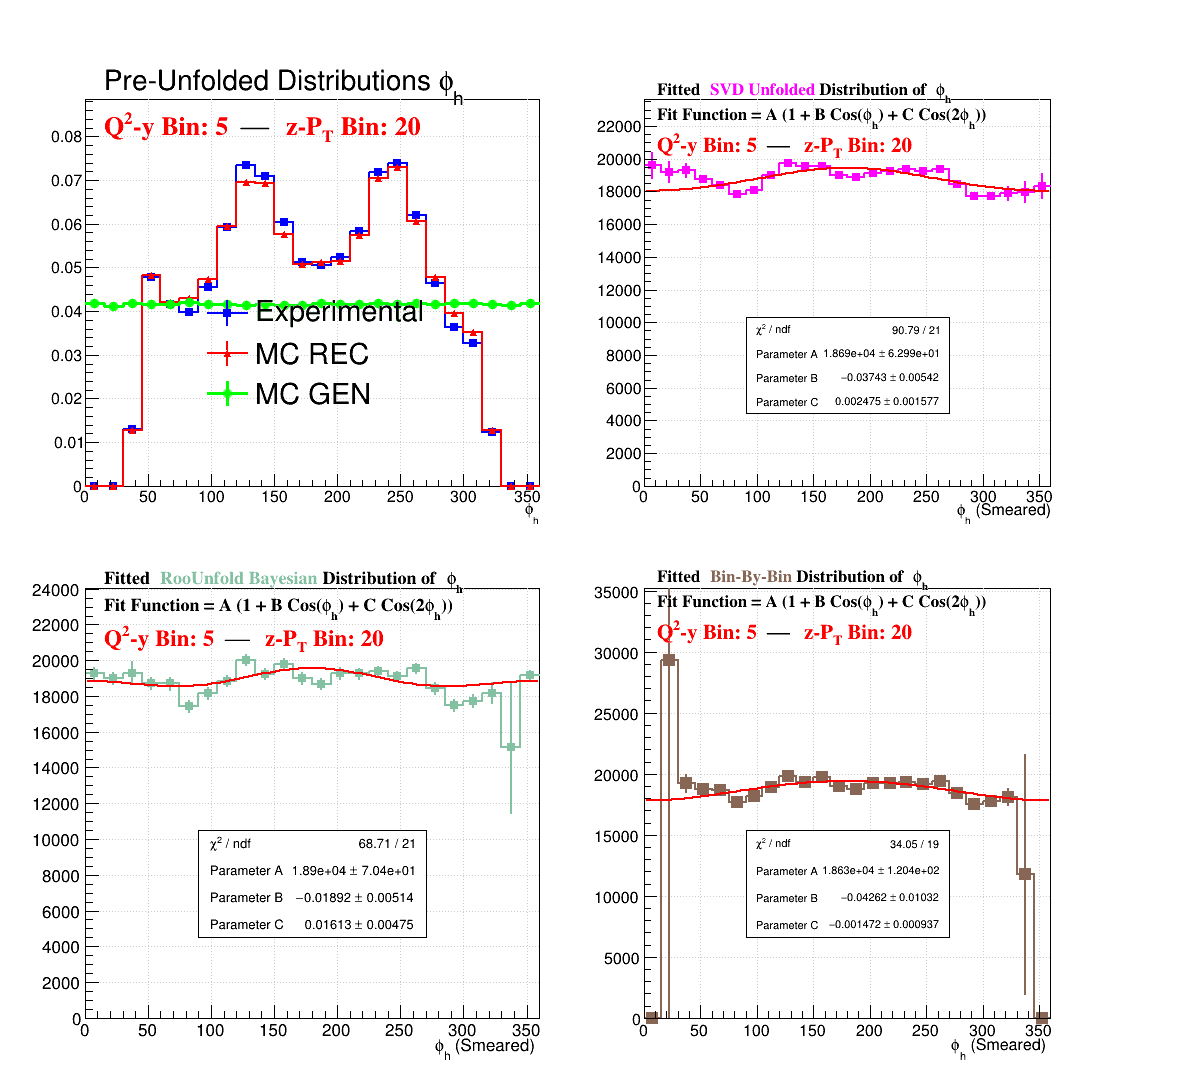 Pre-Unfolded Distributions ϕh
Q²-y Bin: 5 — z-PT Bin: 20
0.08
0.07
0.06
0.05
0.04
0.03
0.02
0.01
0
Experimental
MC REC
MC GEN
50 100 150 200 250 300 350
ϕh
Fitted SVD Unfolded Distribution of ϕh
Fit Function = A (1 + B Cos(ϕh) + C Cos(2ϕh))
Q²-y Bin: 5 — z-PT Bin: 20
22000
20000
18000
16000
14000
12000
10000
8000
6000
4000
2000
0
χ² / ndf 90.79 / 21
Parameter A 1.869e+04 ± 6.299e+01
Parameter B −0.03743 ± 0.00542
Parameter C 0.002475 ± 0.001577
0 50 100 150 200 250 300 350
ϕh (Smeared)
Fitted RooUnfold Bayesian Distribution of ϕh
Fit Function = A (1 + B Cos(ϕh) + C Cos(2ϕh))
Q²-y Bin: 5 — z-PT Bin: 20
24000
22000
20000
18000
16000
14000
12000
10000
8000
6000
4000
2000
0
χ² / ndf 68.71 / 21
Parameter A 1.89e+04 ± 7.04e+01
Parameter B −0.01892 ± 0.00514
Parameter C 0.01613 ± 0.00475
0 50 100 150 200 250 300 350
ϕh (Smeared)
Fitted Bin-By-Bin Distribution of ϕh
Fit Function = A (1 + B Cos(ϕh) + C Cos(2ϕh))
Q²-y Bin: 5 — z-PT Bin: 20
35000
30000
25000
20000
15000
10000
5000
0
χ² / ndf 34.05 / 19
Parameter A 1.863e+04 ± 1.204e+02
Parameter B −0.04262 ± 0.01032
Parameter C −0.001472 ± 0.000937
0 50 100 150 200 250 300 350
ϕh (Smeared)